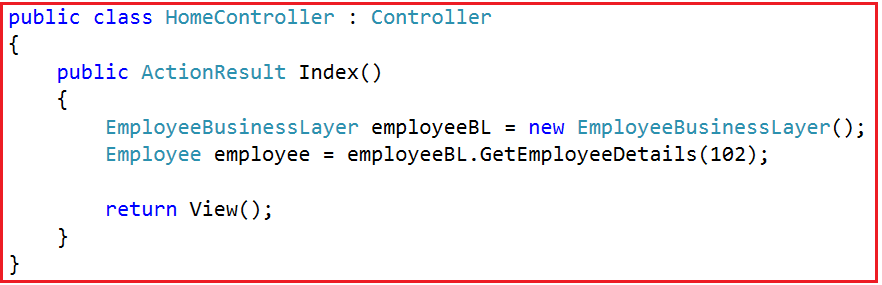 public class HomeController : Controller
{
    public ActionResult Index()
    {
        EmployeeBusinessLayer employeeBL = new EmployeeBusinessLayer();
        Employee employee = employeeBL.GetEmployeeDetails(102);

        return View();
    }
}